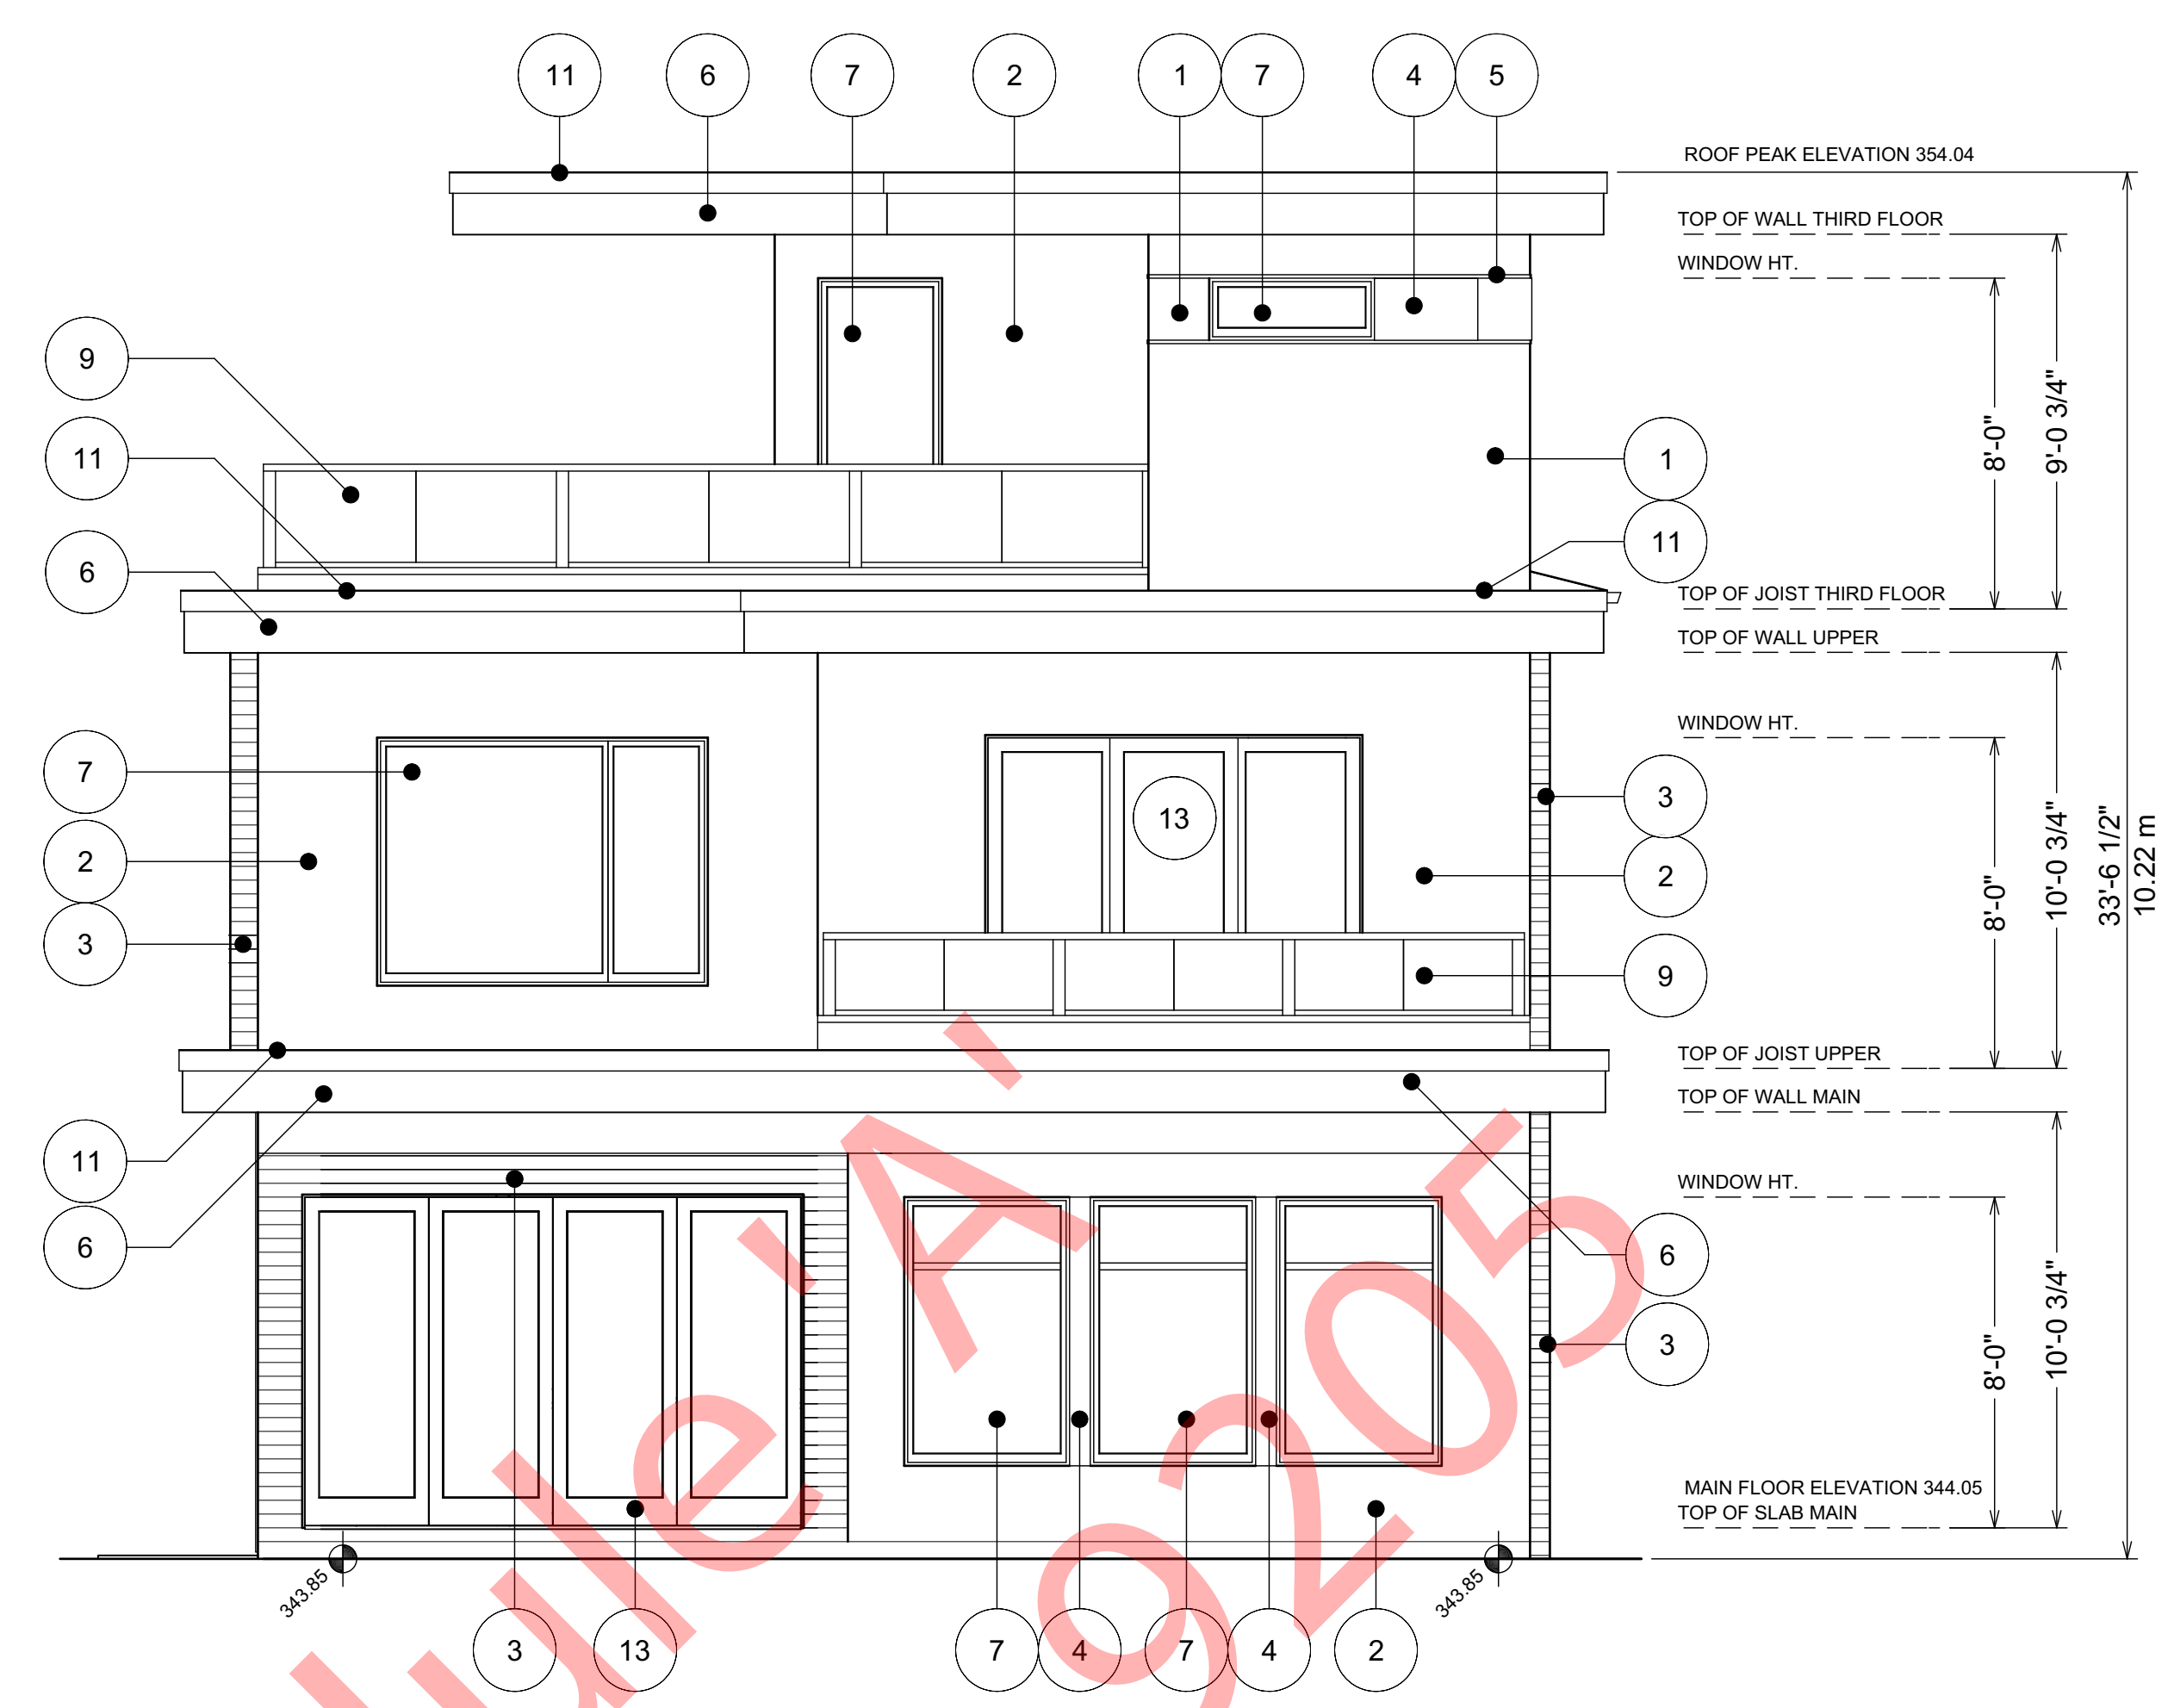 11 6 7 2 1 7 4 5
ROOF PEAK ELEVATION 354.04
TOP OF WALL THIRD FLOOR
WINDOW HT.
9
11
6
1
11
8'-0"
9'-0 3/4"
TOP OF JOIST THIRD FLOOR
TOP OF WALL UPPER
WINDOW HT.
7
2
3
13
3
2
9
8'-0"
10'-0 3/4"
33'-6 1/2"
10.22 m
TOP OF JOIST UPPER
TOP OF WALL MAIN
WINDOW HT.
11
6
6
3
8'-0"
10'-0 3/4"
MAIN FLOOR ELEVATION 344.05
TOP OF SLAB MAIN
343.85
343.85
3 13 7 4 7 4 2
'A'
9205